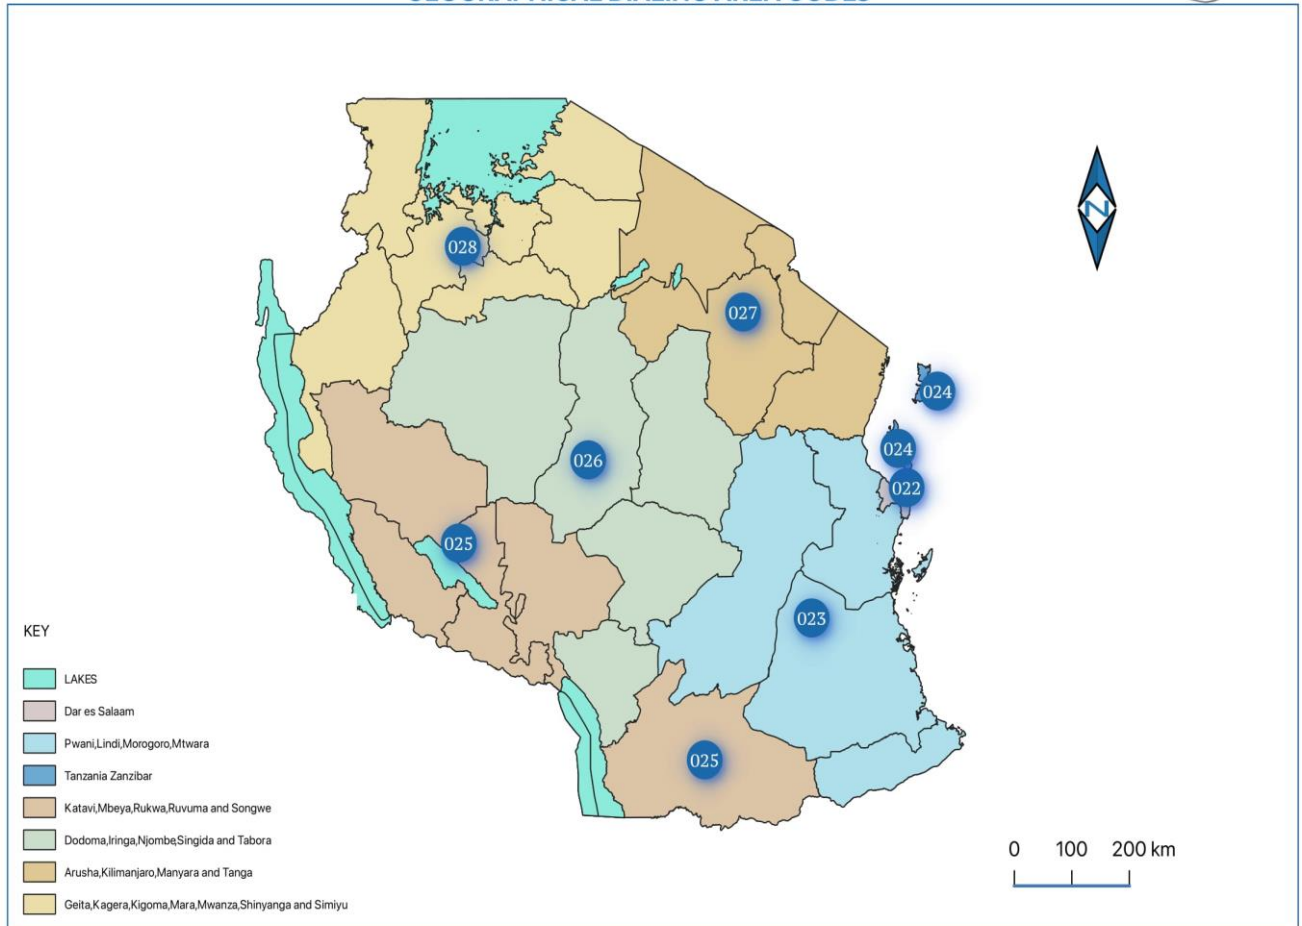 028
027
024
024
026
022
025
023
025
N
KEY
LAKES
Dar es Salaam
Pwani,Lindi,Morogoro,Mtwara
Tanzania Zanzibar
Katavi,Mbeya,Rukwa,Ruvuma and Songwe
Dodoma,Iringa,Njombe,Singida and Tabora
Arusha,Kilimanjaro,Manyara and Tanga
Geita,Kagera,Kigoma,Mara,Mwanza,Shinyanga and Simiyu
0 100 200 km